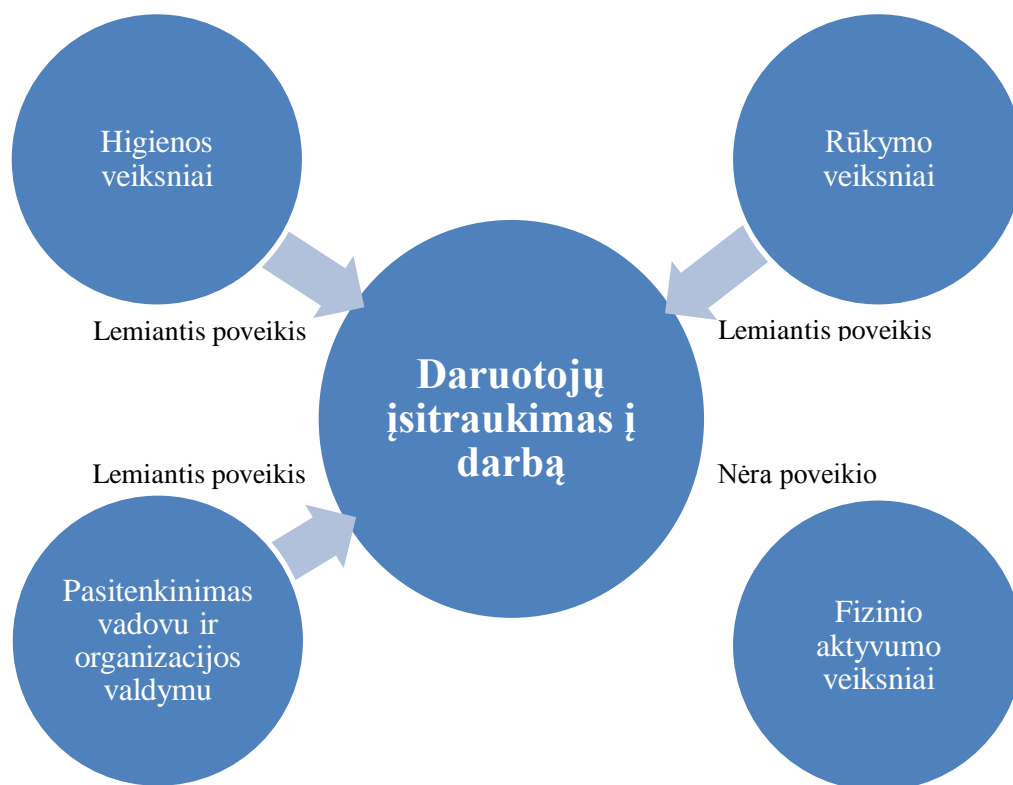 Higienos
veiksniai
Rūkymo
veiksniai
Lemiantis poveikis
Lemiantis poveikis
Daruotojų
įsitraukimas į
darbą
Lemiantis poveikis
Nėra poveikio
Pasitenkinimas
vadovu ir
organizacijos
valdymu
Fizinio
aktyvumo
veiksniai